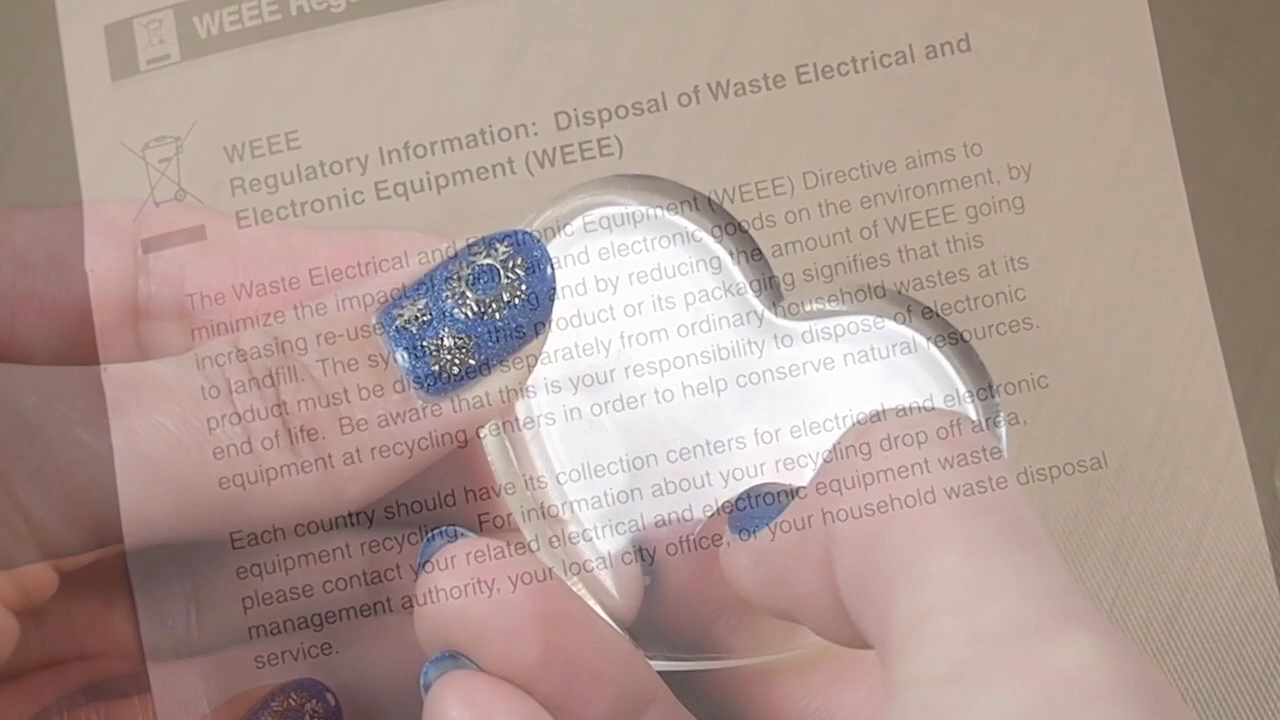 WEEE
WEEE
Regulatory Information: Disposal of Waste Electrical and
Electronic Equipment (WEEE)
The Waste Electrical and Electronic Equipment (WEEE) Directive aims to
minimize the impact of and electronic goods on the environment, by
increasing re-use and by reducing the amount of WEEE going
to landfill. The this product or its packaging signifies that this
product must be disposed separately from ordinary household wastes at its
end of life. Be aware that this is your responsibility to dispose of electronic
equipment at recycling centers in order to help conserve natural resources.
Each country should have its collection centers for electrical and electronic
equipment recycling. For information about your recycling drop off area,
please contact your related electrical and electronic equipment waste
management authority, your local city office, or your household waste disposal
service.